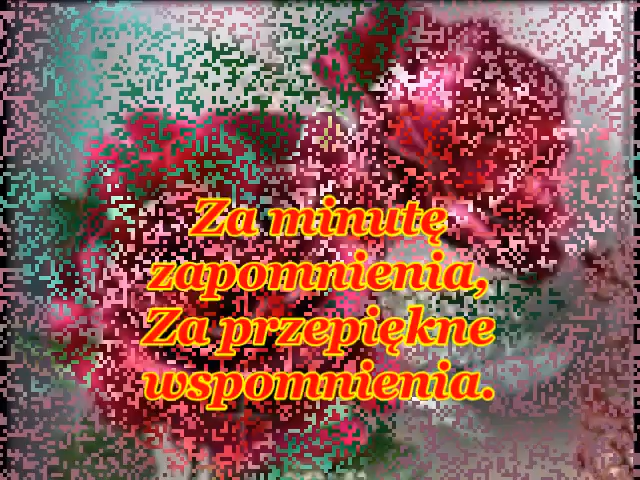 Za minutę
zapomnienia,
Za przepiękne
wspomnienia.